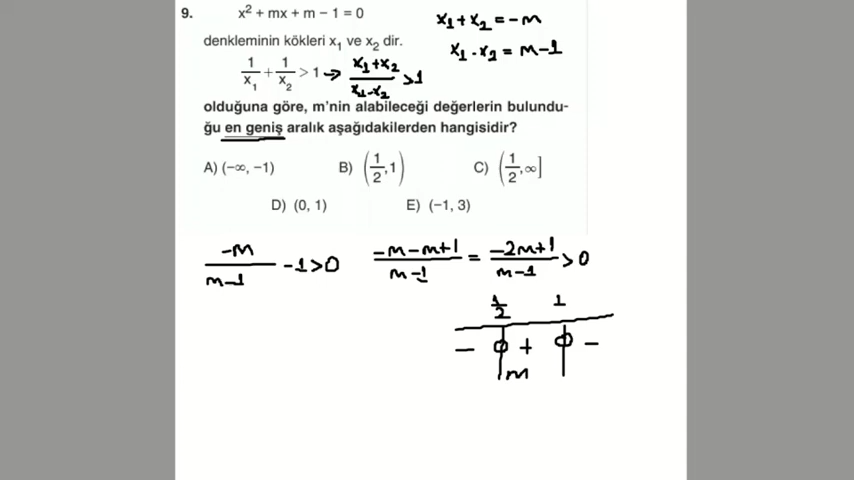 9. x² + mx + m − 1 = 0
x₁+x₂ = −m
denkleminin kökleri x₁ ve x₂ dir.
x₁·x₂ = m−1
1/x₁ + 1/x₂ > 1 → x₁+x₂/x₁·x₂ > 1
olduğuna göre, m'nin alabileceği değerlerin bulundu-
ğu en geniş aralık aşağıdakilerden hangisidir?
A) (−∞, −1) B) (1/2, 1) C) (1/2, ∞]
D) (0, 1) E) (−1, 3)
−m/m−1 −1>0 −m−m+1/m−1 = −2m+1/m−1 > 0
1/2 1
− + −
m